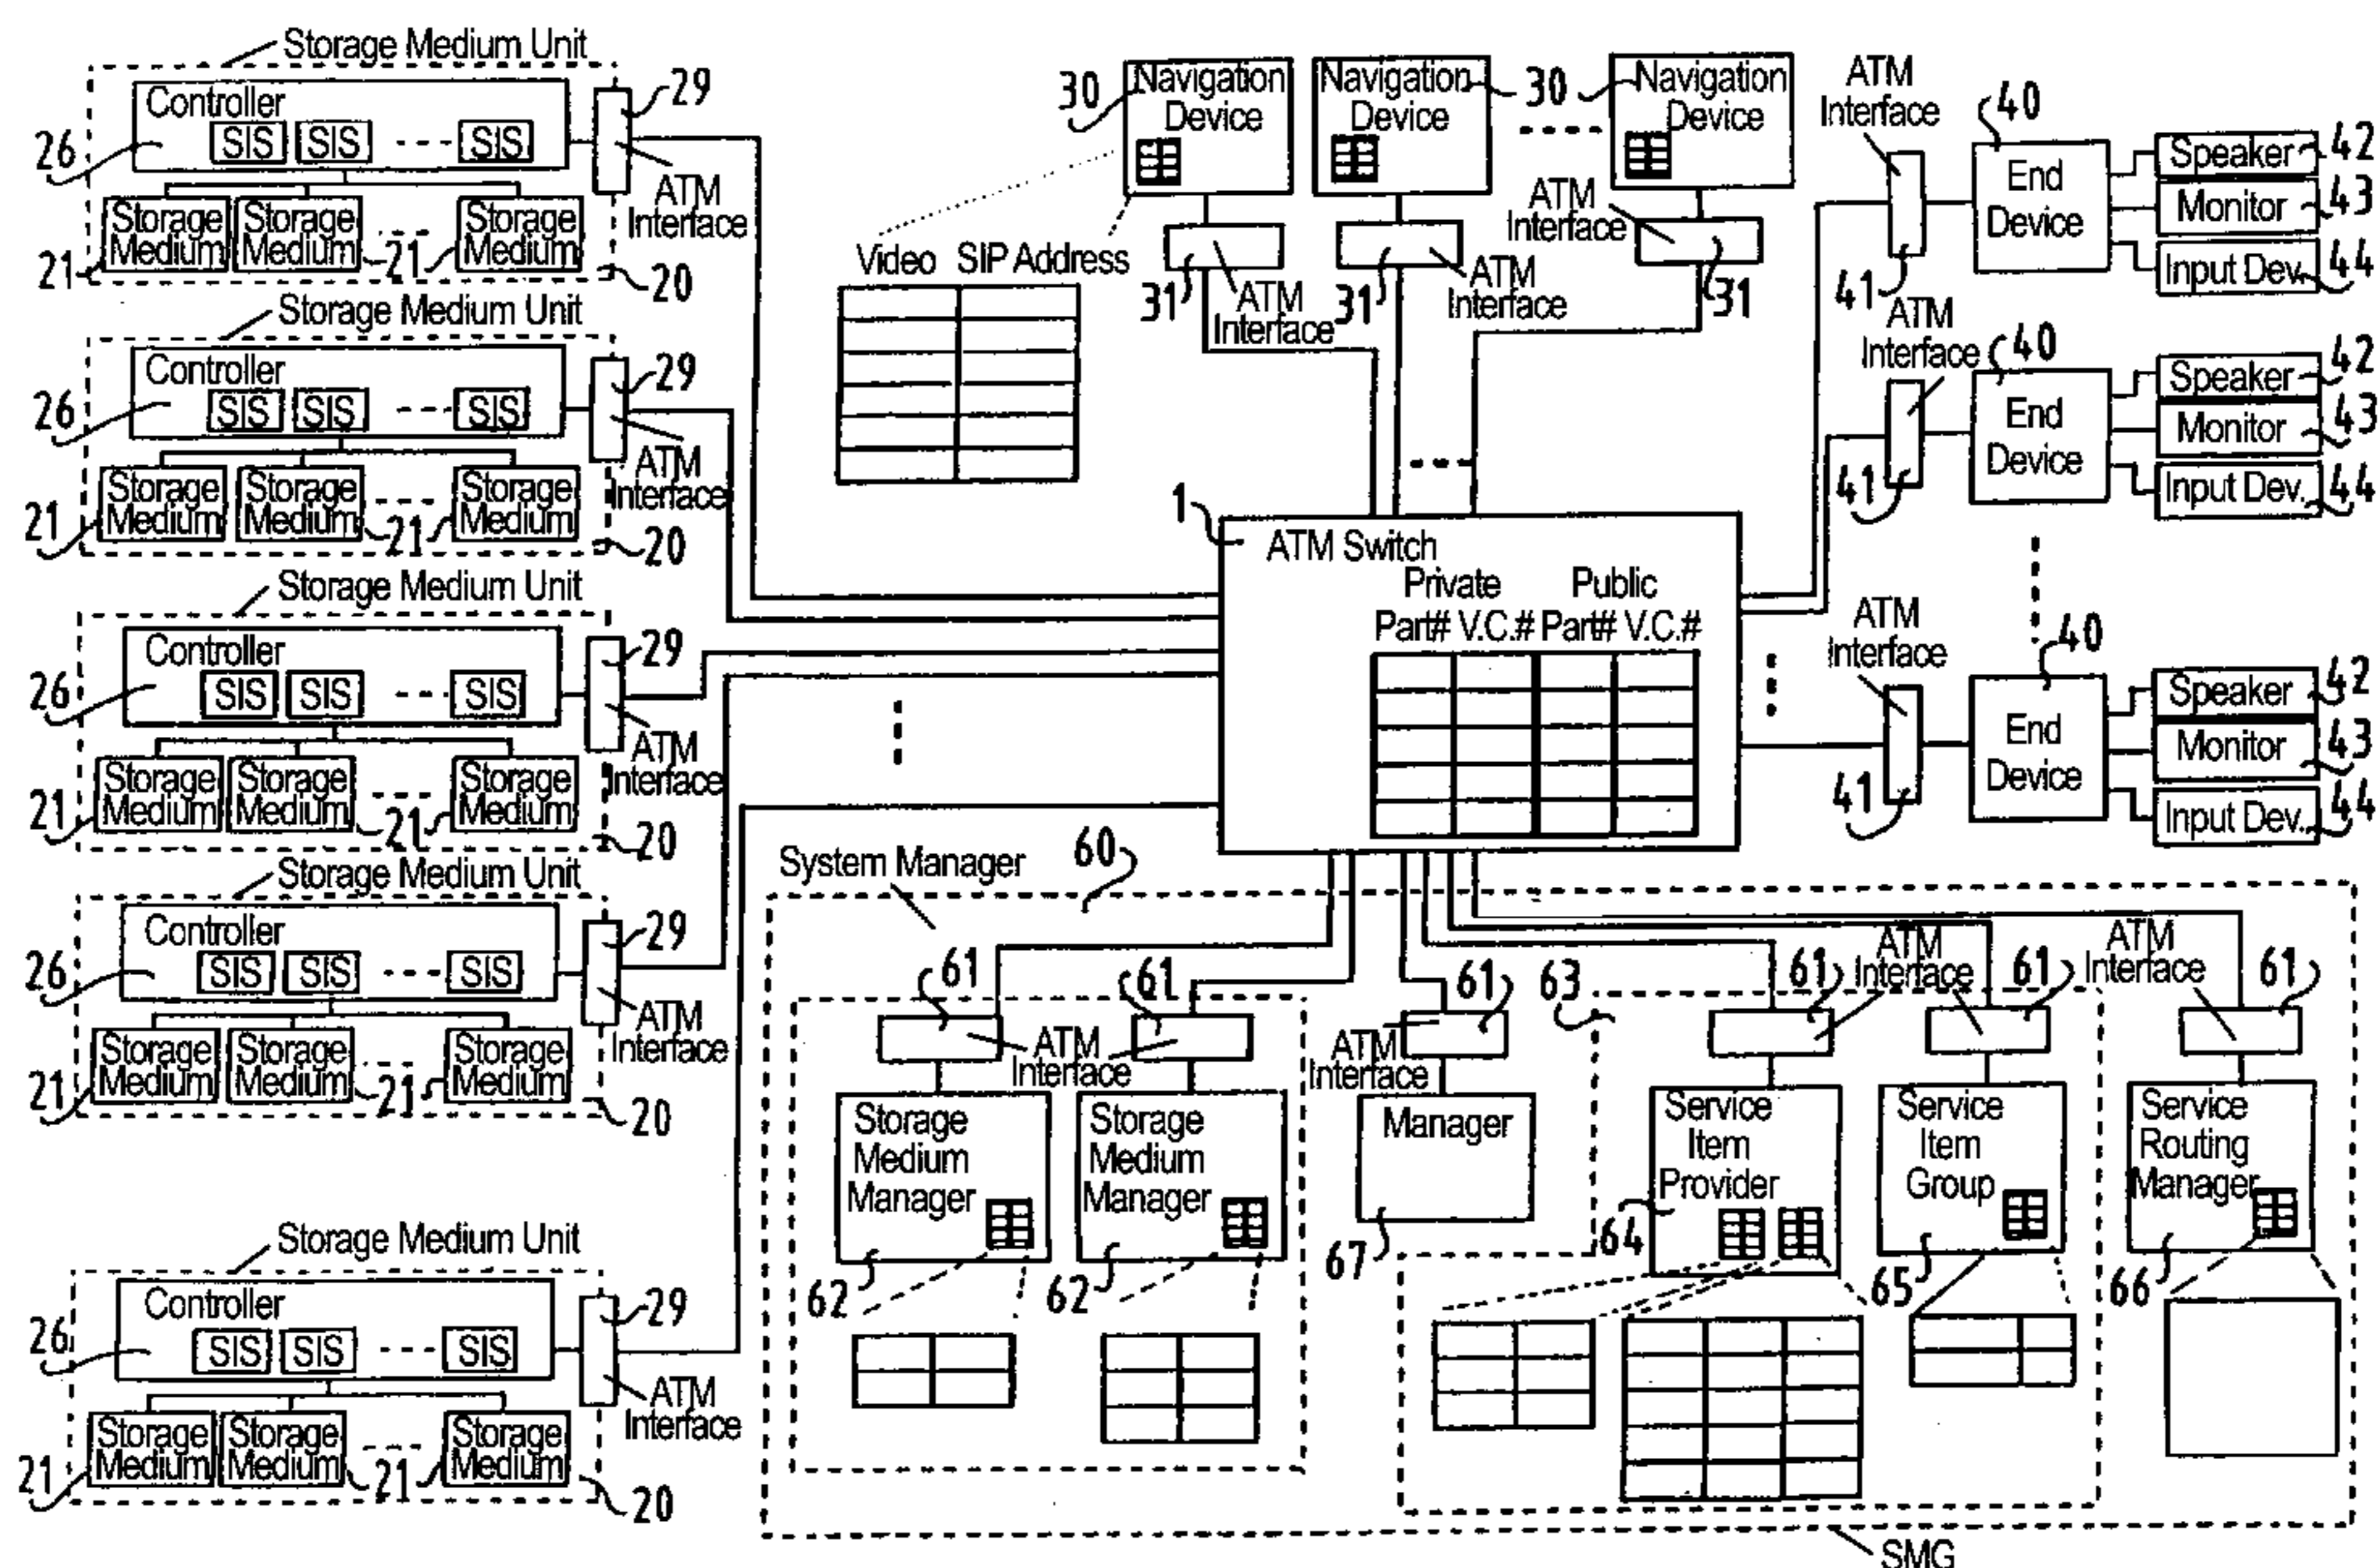 Storage Medium Unit
Controller
SIS SIS SIS
26
29
ATM
Interface
Storage
Medium
Storage
Medium
Storage
Medium
21
21
20
Storage Medium Unit
Controller
SIS SIS SIS
26
29
ATM
Interface
Storage
Medium
Storage
Medium
Storage
Medium
21
21
20
Storage Medium Unit
Controller
SIS SIS SIS
26
29
ATM
Interface
Storage
Medium
Storage
Medium
Storage
Medium
21
21
20
Storage Medium Unit
Controller
SIS SIS SIS
26
29
ATM
Interface
Storage
Medium
Storage
Medium
Storage
Medium
21
21
20
Storage Medium Unit
Controller
SIS SIS SIS
26
29
ATM
Interface
Storage
Medium
Storage
Medium
Storage
Medium
21
21
20
30
Navigation
Device
Navigation
Device
30
Navigation
Device
Video SIP Address
31
ATM
Interface
31
ATM
Interface
ATM
Interface
31
1
ATM Switch
Private Public
Part# V.C.# Part# V.C.#
ATM
Interface
41
40
End
Device
Speaker 42
Monitor 43
Input Dev. 44
ATM
Interface
41
40
End
Device
Speaker 42
Monitor 43
Input Dev. 44
ATM
Interface
41
40
End
Device
Speaker 42
Monitor 43
Input Dev. 44
System Manager
60
61
61
ATM
Interface
Storage
Medium
Manager
62
Storage
Medium
Manager
62
61
ATM
Interface
Manager
67
63
61
ATM
Interface
61
ATM
Interface
61
Service
Item
Provider
64
Service
Item
Group
65
Service
Routing
Manager
66
SMG